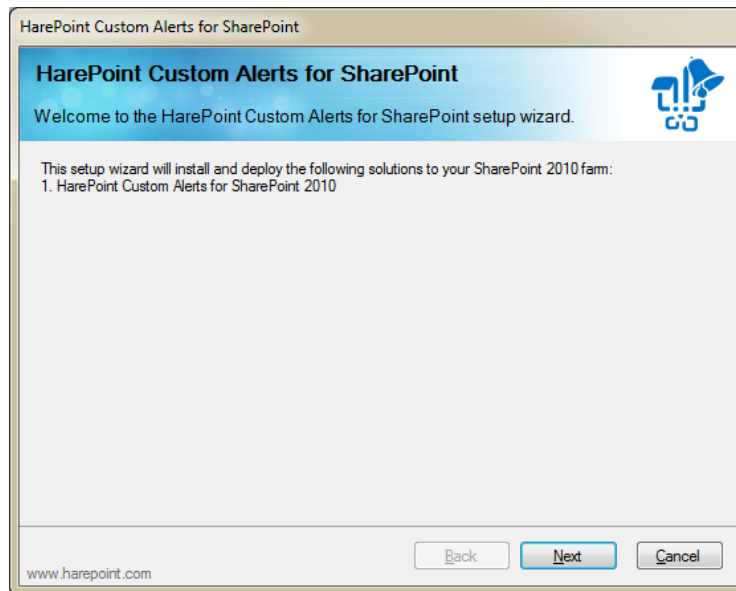 HarePoint Custom Alerts for SharePoint
HarePoint Custom Alerts for SharePoint
Welcome to the HarePoint Custom Alerts for SharePoint setup wizard.
This setup wizard will install and deploy the following solutions to your SharePoint 2010 farm:
1. HarePoint Custom Alerts for SharePoint 2010
Back Next Cancel
www.harepoint.com